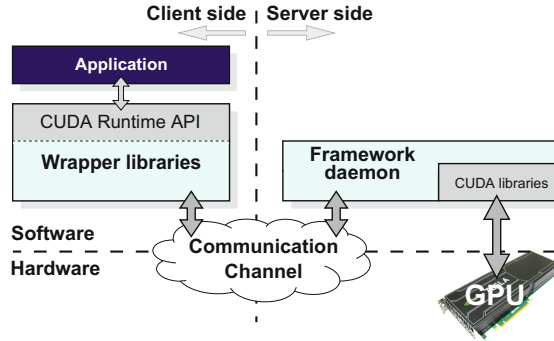 Client side
Server side
Application
CUDA Runtime API
Wrapper libraries
Framework
daemon
CUDA libraries
Software
Hardware
Communication
Channel
GPU